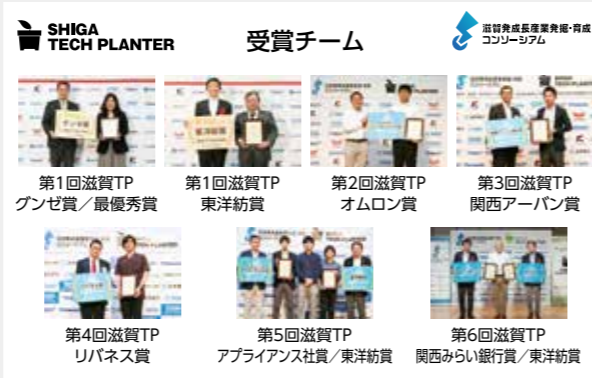 SHIGA
TECH PLANTER
受賞チーム
滋賀発成長産業発掘・育成
コンソーシアム
第1回滋賀TP
グンゼ賞／最優秀賞
第1回滋賀TP
東洋紡賞
第2回滋賀TP
オムロン賞
第3回滋賀TP
関西アーバン賞
第4回滋賀TP
リバネス賞
第5回滋賀TP
アプライアンス社賞／東洋紡賞
第6回滋賀TP
関西みらい銀行賞／東洋紡賞